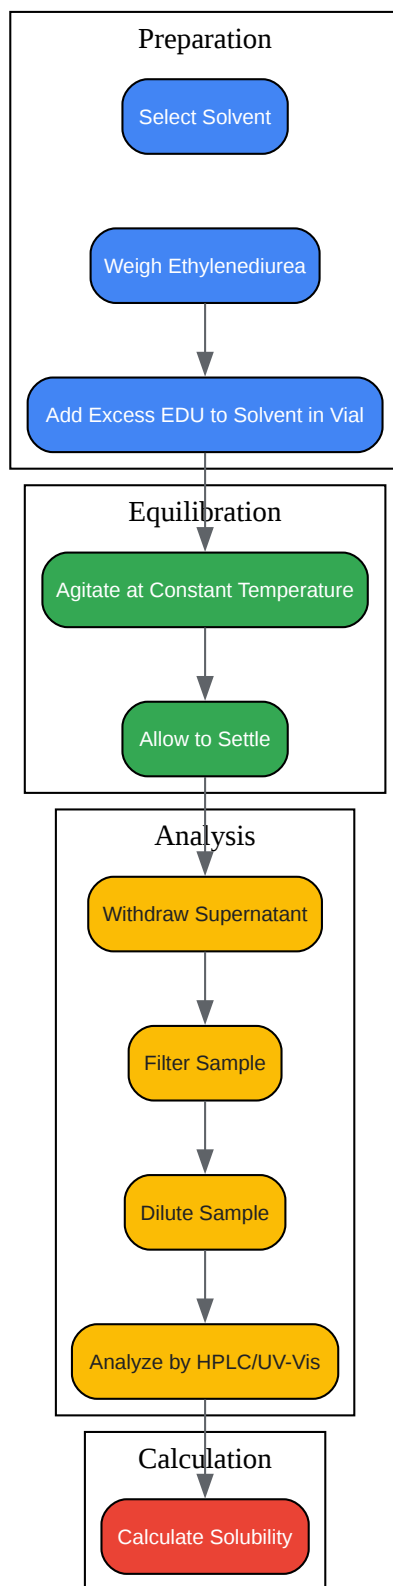 Preparation
Select Solvent
Weigh Ethylenediurea
Add Excess EDU to Solvent in Vial
Equilibration
Agitate at Constant Temperature
Allow to Settle
Analysis
Withdraw Supernatant
Filter Sample
Dilute Sample
Analyze by HPLC/UV-Vis
Calculation
Calculate Solubility